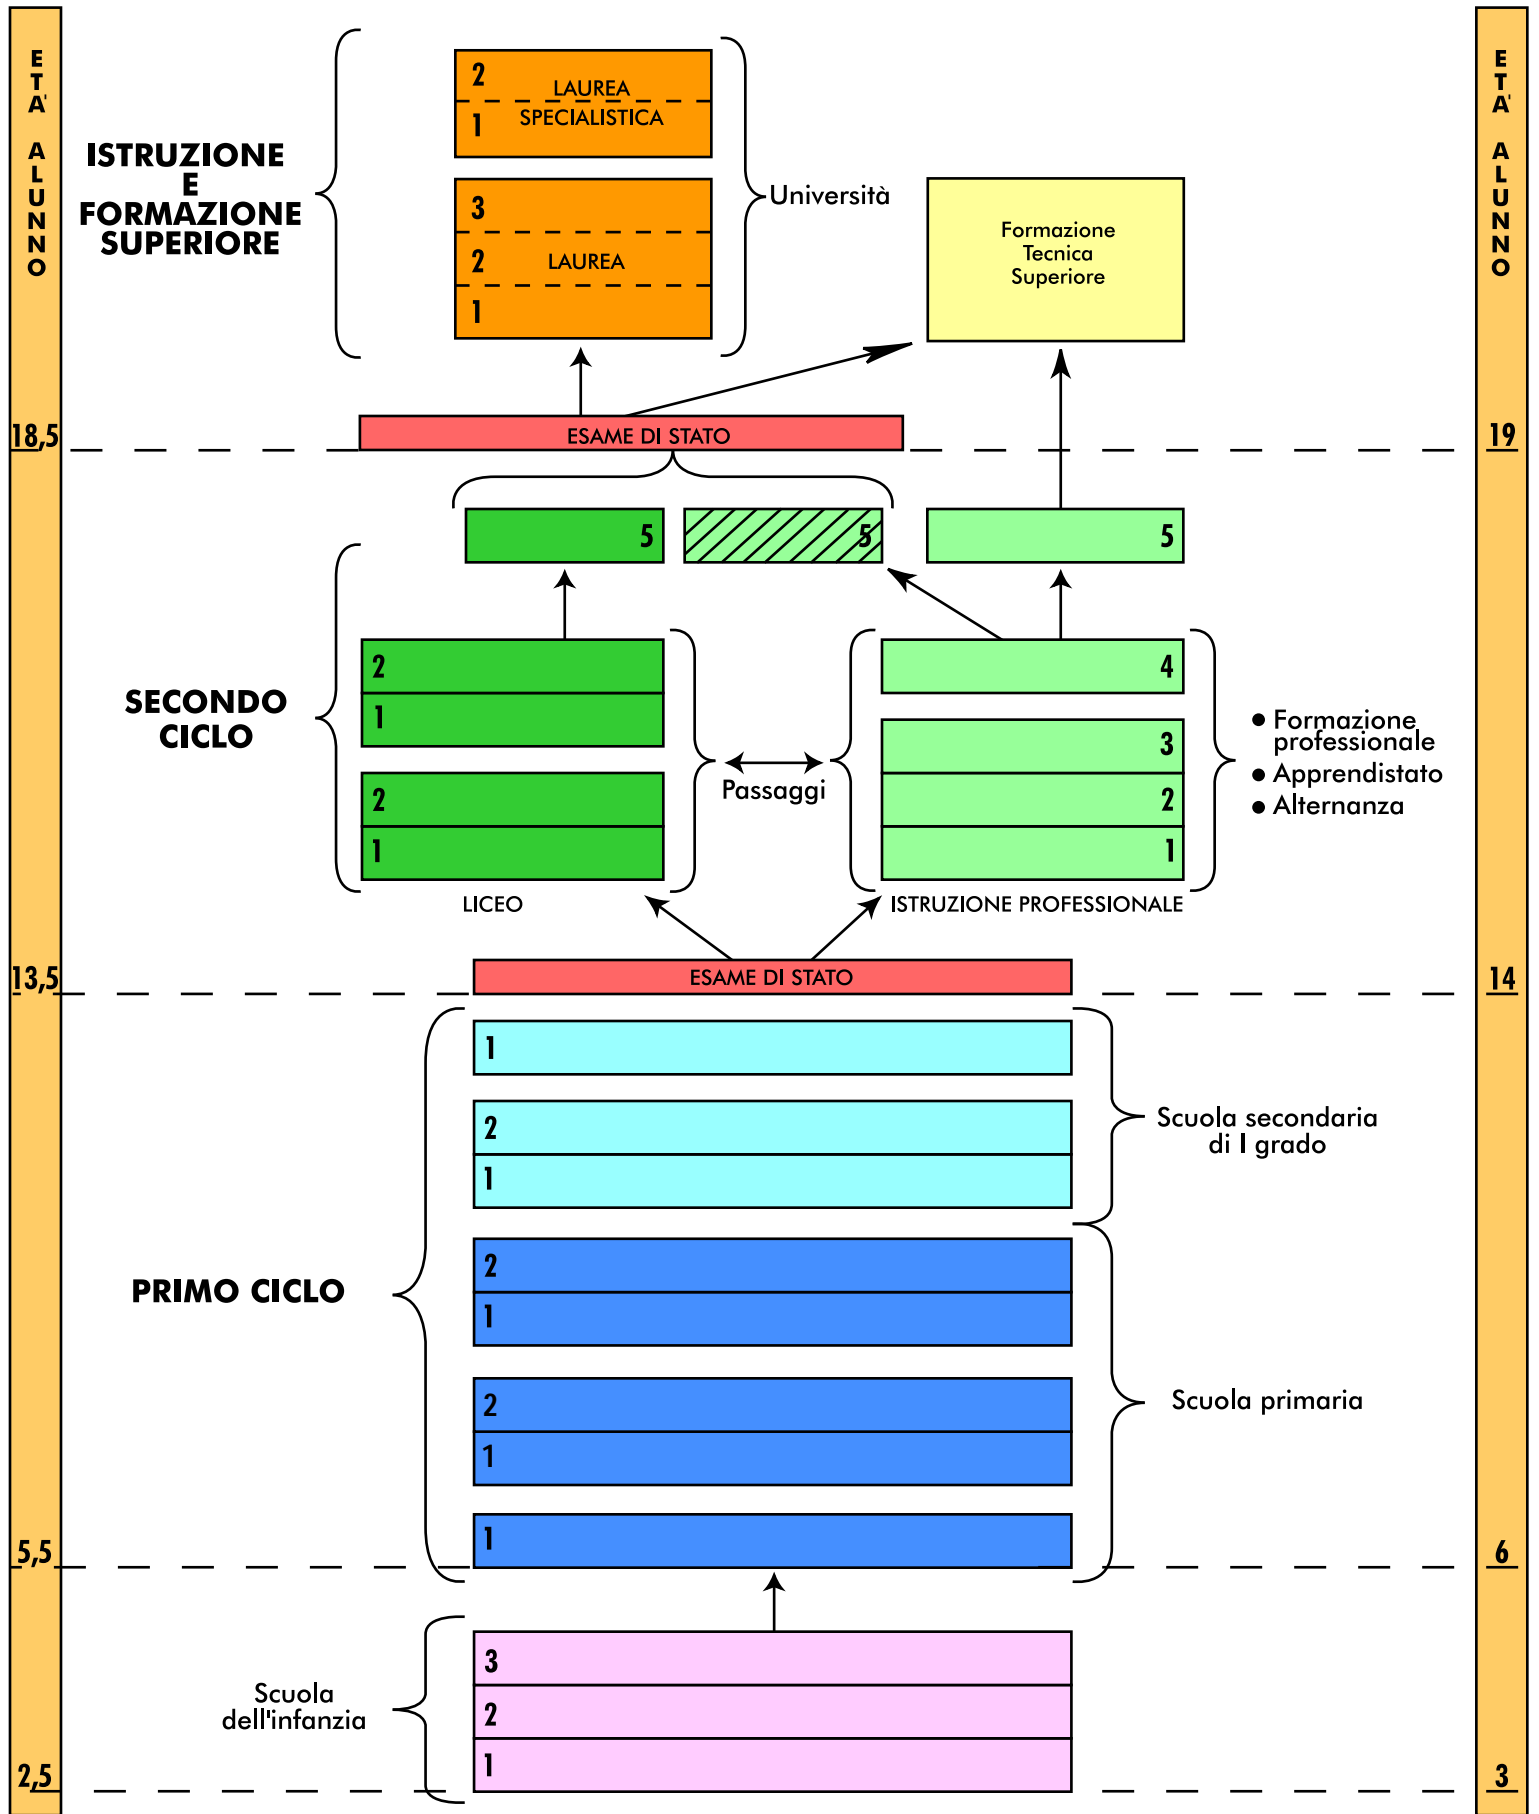 ETÀ ALUNNO
ETÀ ALUNNO
ISTRUZIONE
E
FORMAZIONE
SUPERIORE
2
LAUREA
SPECIALISTICA
1
3
2
LAUREA
1
Università
Formazione
Tecnica
Superiore
18,5
ESAME DI STATO
19
5
5
5
SECONDO
CICLO
2
1
2
1
LICEO
Passaggi
4
3
2
1
ISTRUZIONE PROFESSIONALE
● Formazione
professionale
● Apprendistato
● Alternanza
13,5
ESAME DI STATO
14
1
2
1
Scuola secondaria
di I grado
PRIMO CICLO
2
1
2
1
1
Scuola primaria
5,5
6
Scuola
dell'infanzia
3
2
1
2,5
3